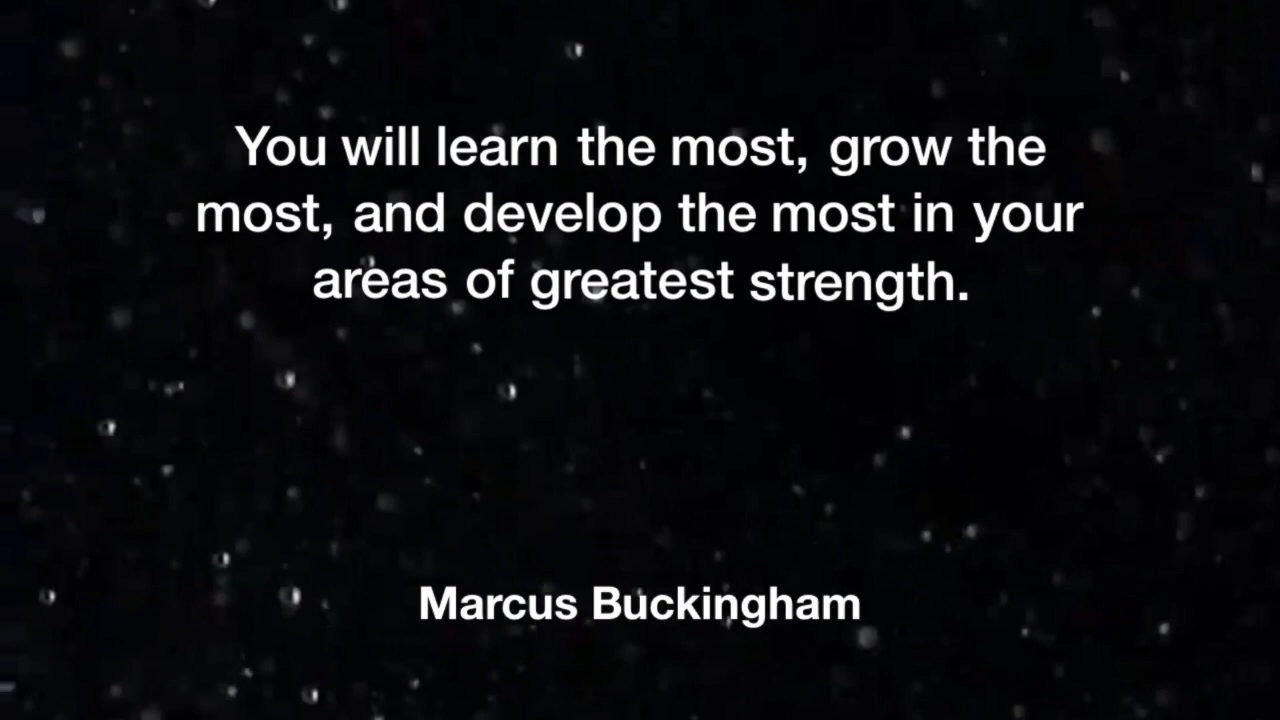 You will learn the most, grow the
most, and develop the most in your
areas of greatest strength.
Marcus Buckingham